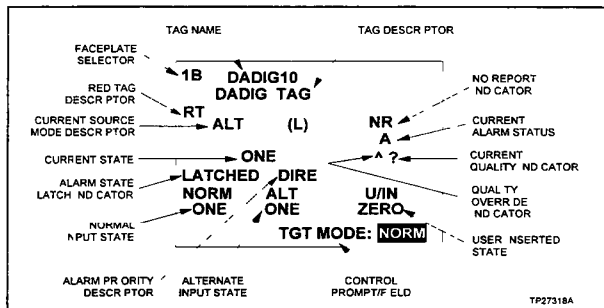 TAG NAME
TAG DESCR PTOR
FACEPLATE
SELECTOR
1B
DADIG10
DADIG TAG
RED TAG
DESCR PTOR
RT
NO REPORT
ND CATOR
CURRENT SOURCE
MODE DESCR PTOR
ALT
(L)
NR
A
CURRENT
ALARM STATUS
CURRENT STATE
ONE
^ ?
CURRENT
QUALITY ND CATOR
ALARM STATE
LATCH ND CATOR
LATCHED
DIRE
QUAL TY
OVERR DE
ND CATOR
NORM
ALT
U/IN
NORMAL
NPUT STATE
ONE
ONE
ZERO
USER NSERTED
STATE
TGT MODE: NORM
ALARM PR ORITY
DESCR PTOR
ALTERNATE
INPUT STATE
CONTROL
PROMPT/F ELD
TP27318A